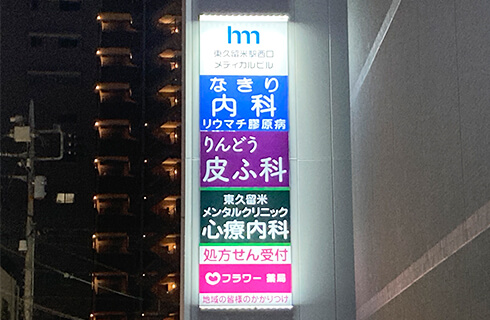 hm
東久留米駅西口
メディカルビル
なきり
内科
リウマチ膠原病
りんどう
皮ふ科
東久留米
メンタルクリニック
心療内科
処方せん受付
フラワー薬局
地域の皆様のかかりつけ